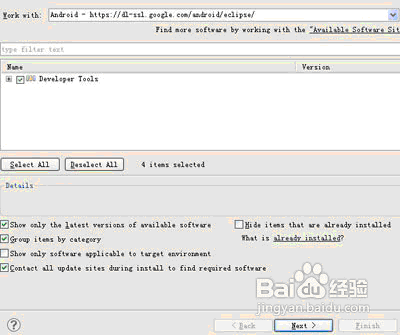 Work with: Android - https://dl-ssl.google.com/android/eclipse/
Find more software by working with the "Available Software Sit
type filter text
Name Version
Developer Tools
Select All Deselect All 4 items selected
Details
Show only the latest versions of available software Hide items that are already installed
Group items by category What is already installed?
Show only software applicable to target environment
Contact all update sites during install to find required software
Baidu 经验
jingyan.baidu.com
? < Back Next > Finish